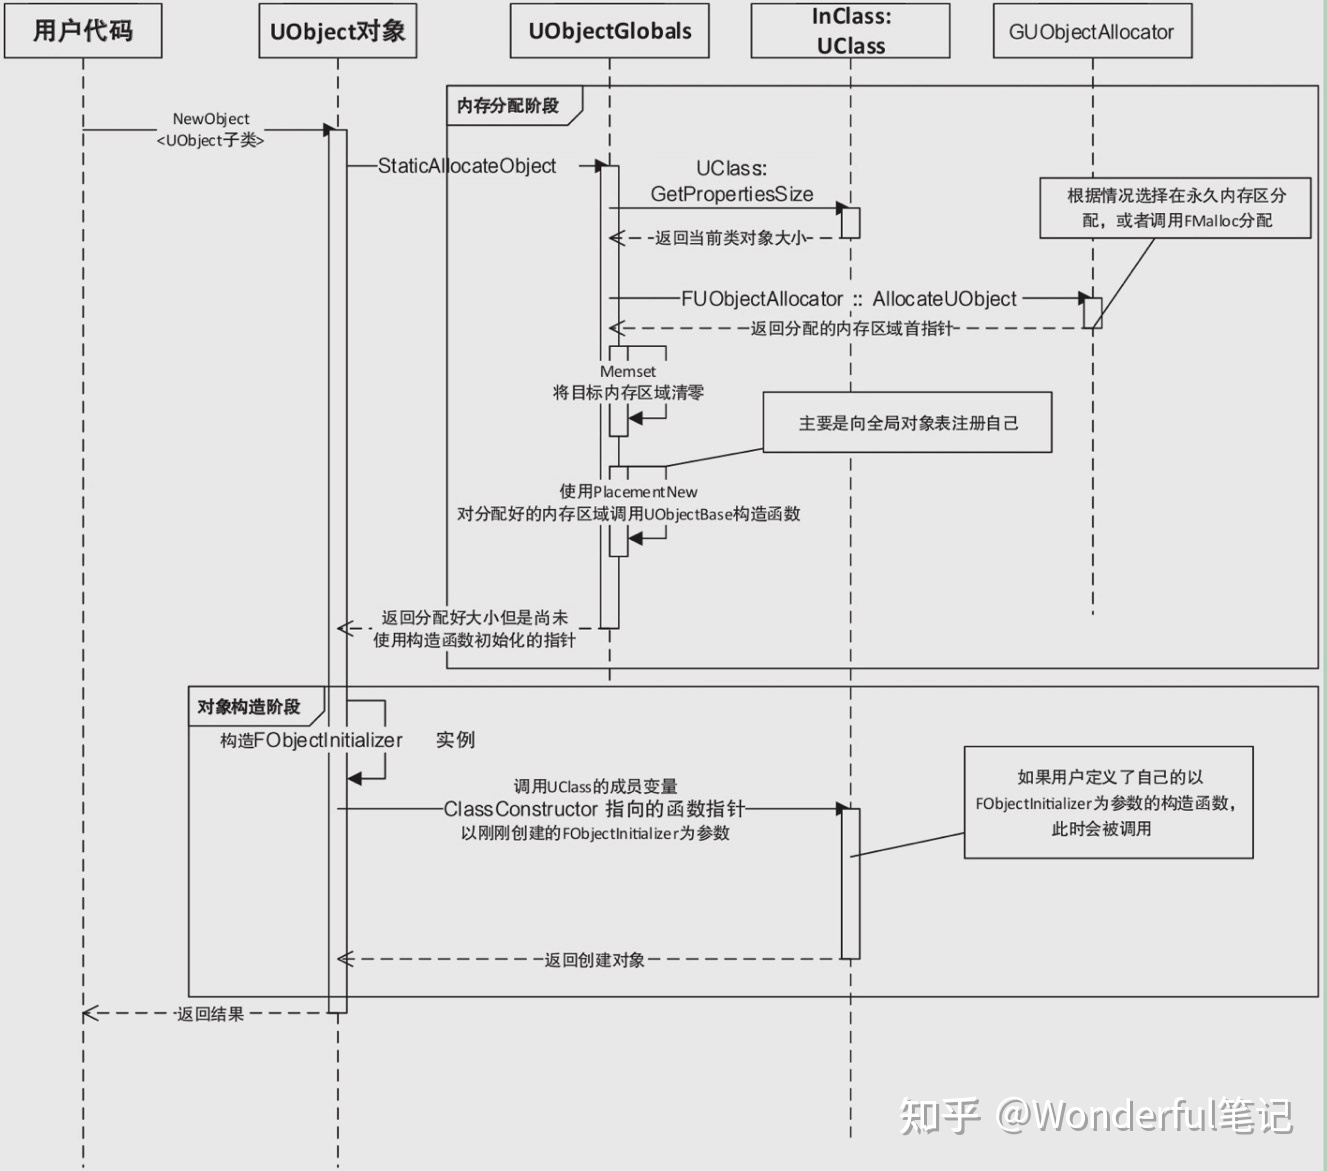 用户代码
UObject对象
UObjectGlobals
InClass:
UClass
GUObjectAllocator
内存分配阶段
NewObject
<UObject子类>
StaticAllocateObject
UClass:
GetPropertiesSize
根据情况选择在永久内存区分
配，或者调用FMalloc分配
返回当前类对象大小
FUObjectAllocator :: AllocateUObject
返回分配的内存区域首指针
Memset
将目标内存区域清零
主要是向全局对象表注册自己
使用PlacementNew
对分配好的内存区域调用UObjectBase构造函数
返回分配好大小但是尚未
使用构造函数初始化的指针
对象构造阶段
构造FObjectInitializer 实例
调用UClass的成员变量
ClassConstructor 指向的函数指针
以刚刚创建的FObjectInitializer为参数
如果用户定义了自己的以
FObjectInitializer为参数的构造函数，
此时会被调用
返回创建对象
返回结果
知乎 @Wonderful笔记